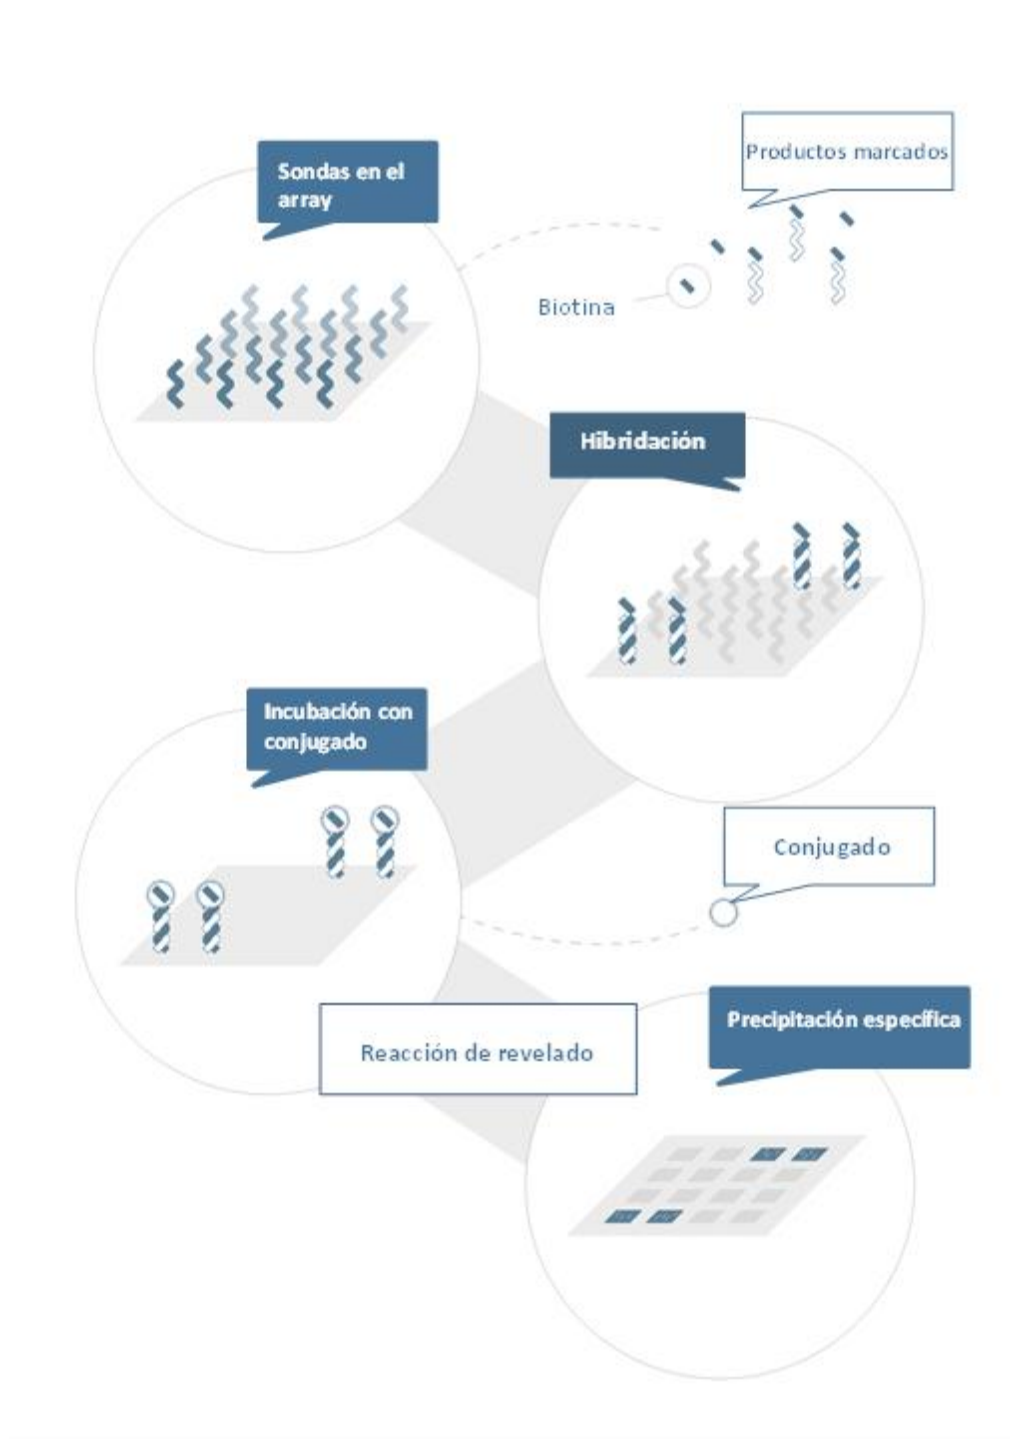 Productos marcados
Sondas en el
array
Biotina
Hibridación
Incubación con
conjugado
Conjugado
Precipitación específica
Reacción de revelado